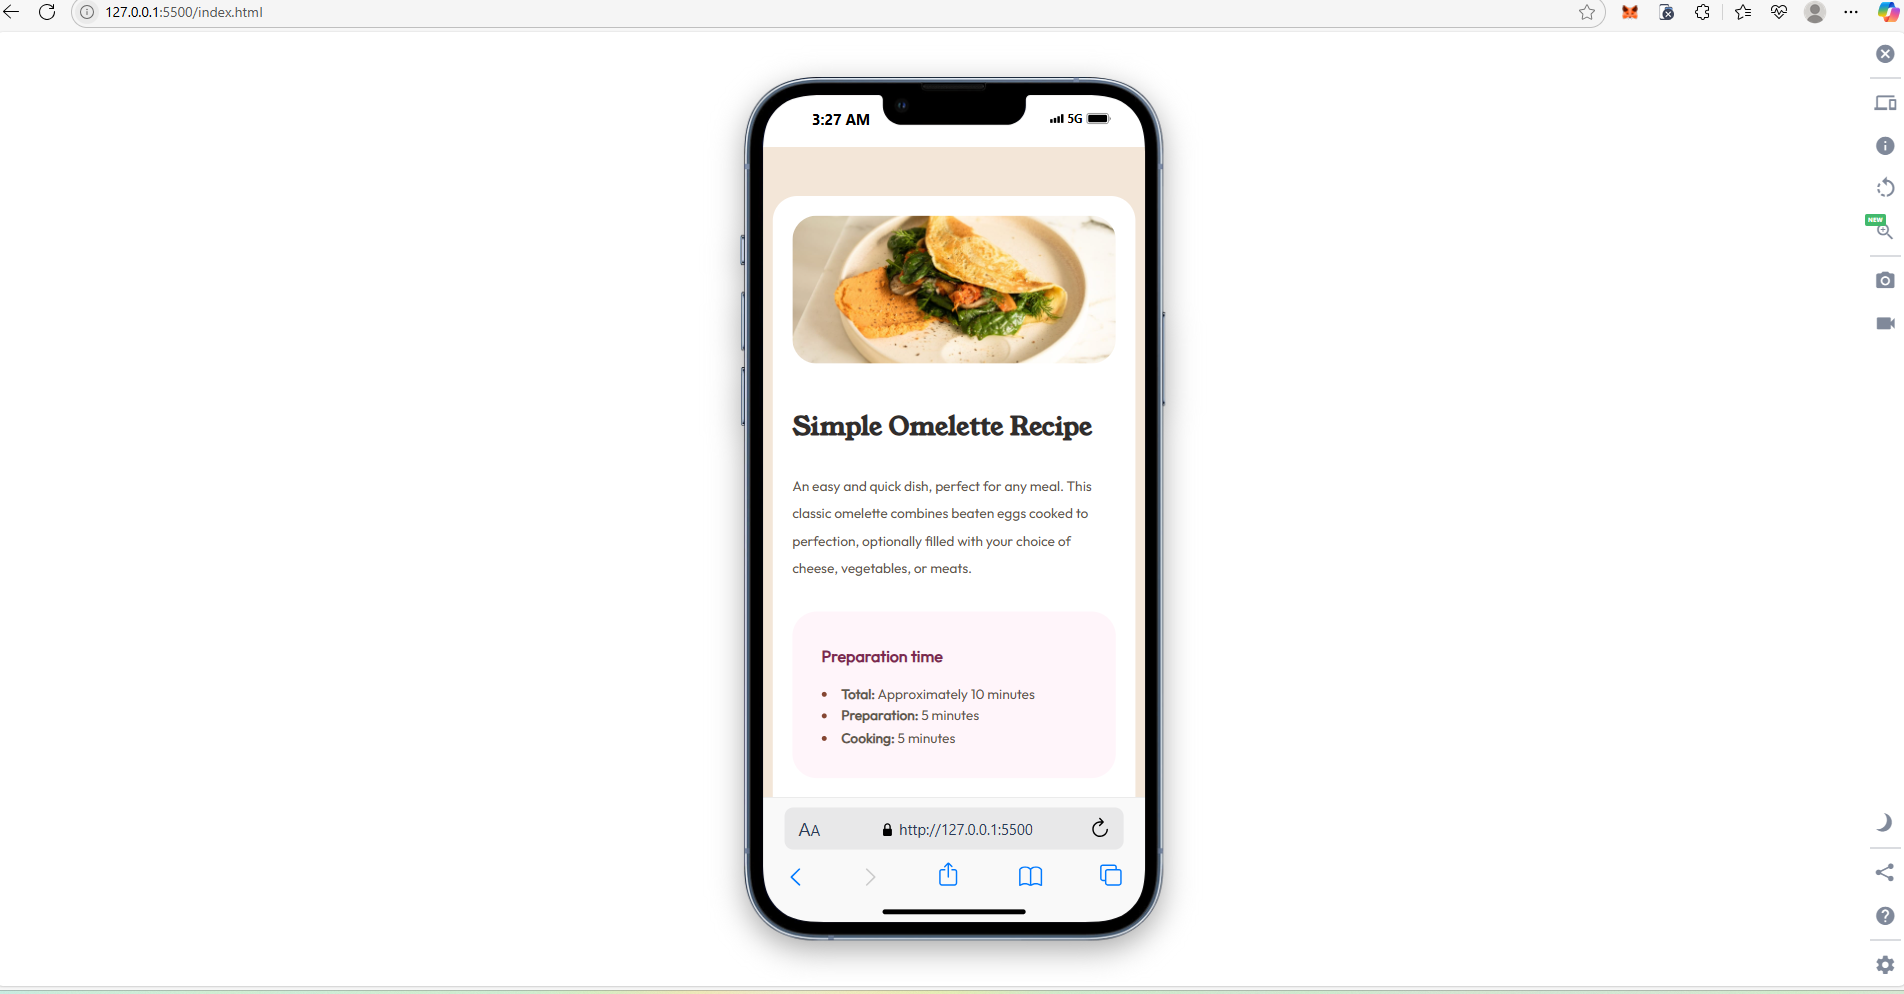 127.0.0.1:5500/index.html
NEW
3:27 AM
5G
Simple Omelette Recipe
An easy and quick dish, perfect for any meal. This
classic omelette combines beaten eggs cooked to
perfection, optionally filled with your choice of
cheese, vegetables, or meats.
Preparation time
Total: Approximately 10 minutes
Preparation: 5 minutes
Cooking: 5 minutes
AA
http://127.0.0.1:5500